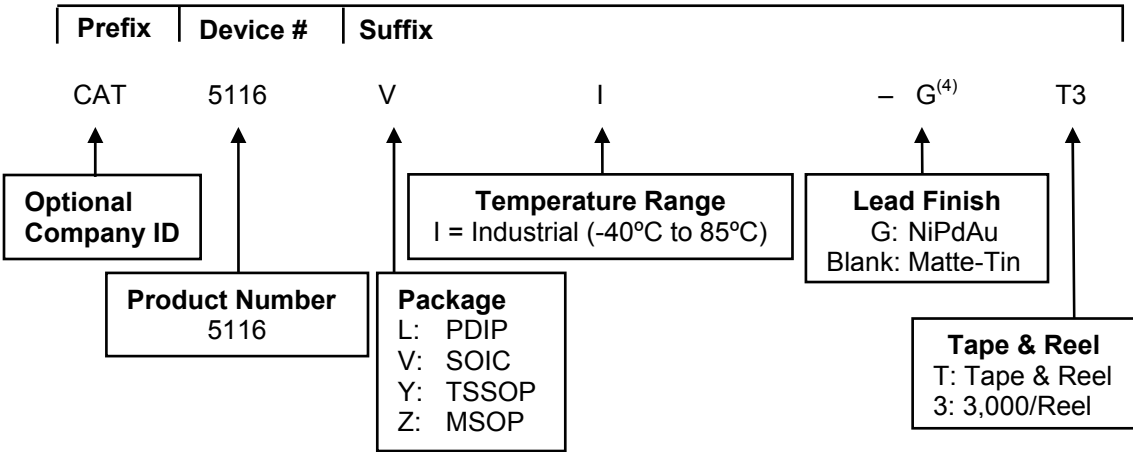 Prefix Device # Suffix
CAT 5116 V I – G(4) T3
Optional
Company ID
Product Number
5116
Package
L: PDIP
V: SOIC
Y: TSSOP
Z: MSOP
Temperature Range
I = Industrial (-40ºC to 85ºC)
Lead Finish
G: NiPdAu
Blank: Matte-Tin
Tape & Reel
T: Tape & Reel
3: 3,000/Reel